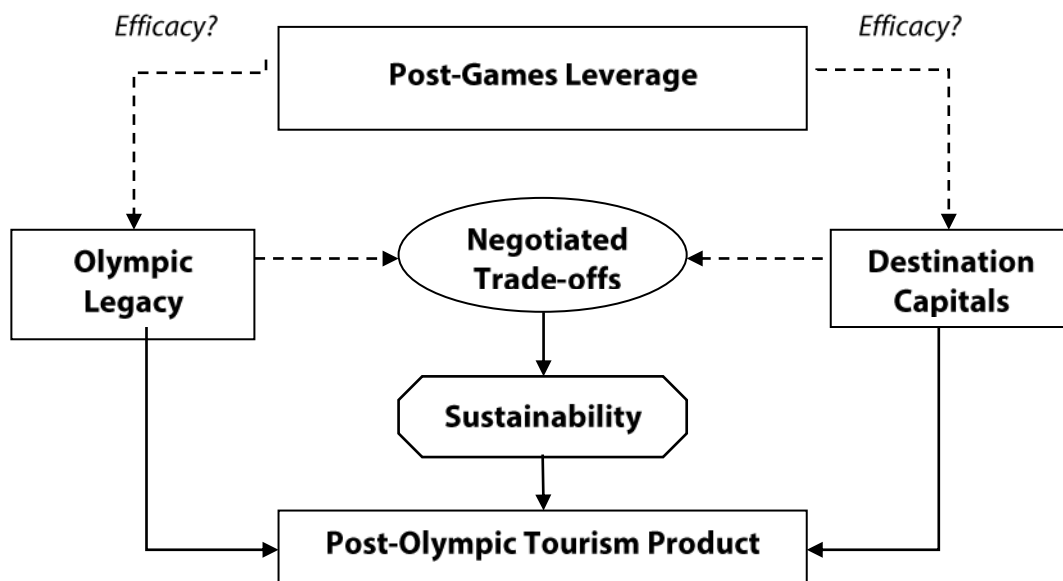 Efficacy?
Efficacy?
Post-Games Leverage
Olympic
Legacy
Negotiated
Trade-offs
Destination
Capitals
Sustainability
Post-Olympic Tourism Product